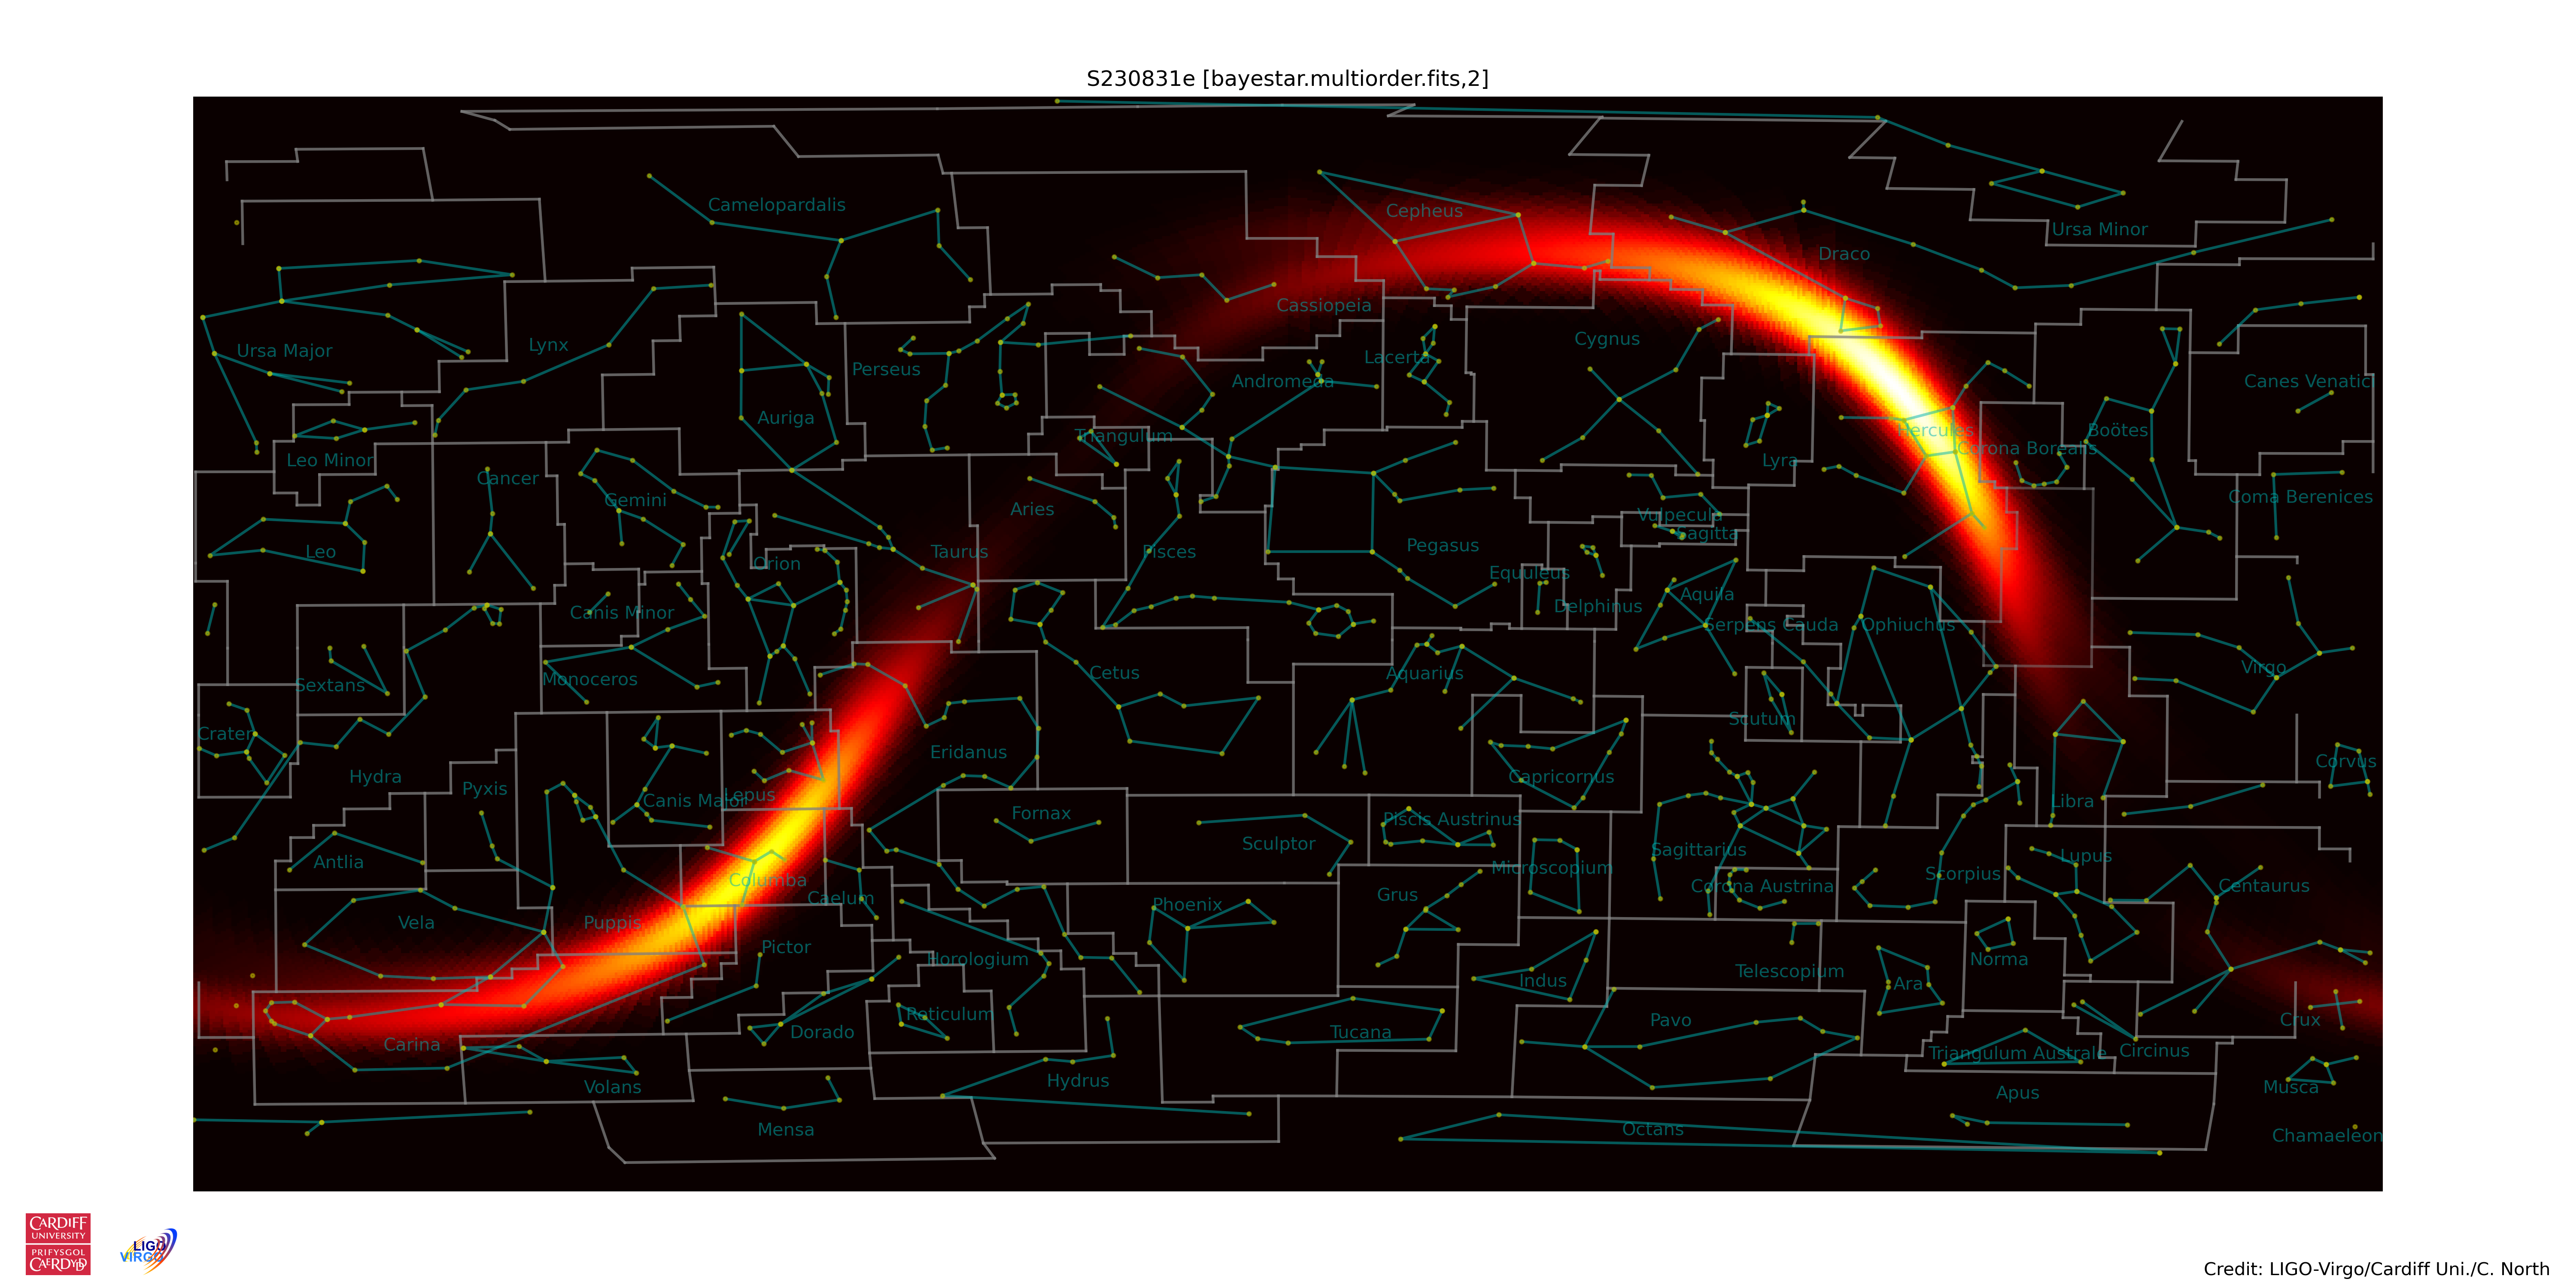 S230831e [bayestar.multiorder.fits,2]
Camelopardalis
Cepheus
Ursa Minor
Draco
Cassiopeia
Ursa Major
Lynx
Perseus
Andromeda
Lacerta
Cygnus
Canes Venatici
Auriga
Triangulum
Hercules
Boötes
Leo Minor
Lyra
Corona Borealis
Cancer
Gemini
Aries
Coma Berenices
Leo
Orion
Taurus
Pisces
Pegasus
Vulpecula
Sagitta
Canis Minor
Equuleus
Delphinus
Aquila
Serpens Cauda
Ophiuchus
Sextans
Monoceros
Cetus
Aquarius
Virgo
Crater
Hydra
Pyxis
Eridanus
Capricornus
Scutum
Corvus
Canis Major
Lepus
Fornax
Piscis Austrinus
Libra
Antlia
Columba
Caelum
Sculptor
Microscopium
Sagittarius
Corona Austrina
Scorpius
Lupus
Centaurus
Vela
Puppis
Pictor
Phoenix
Grus
Horologium
Indus
Telescopium
Ara
Norma
Carina
Dorado
Reticulum
Tucana
Pavo
Triangulum Australe
Circinus
Crux
Volans
Hydrus
Apus
Musca
Mensa
Octans
Chamaeleon
CARDIFF
UNIVERSITY
PRIFYSGOL
CAERDYDD
LIGO
VIRGO
Credit: LIGO-Virgo/Cardiff Uni./C. North